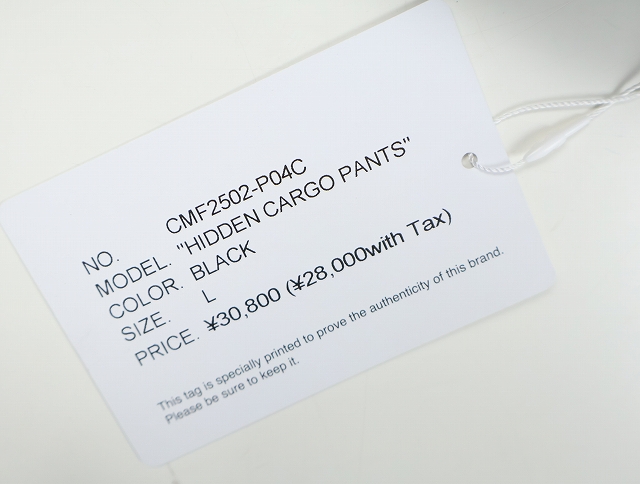 NO. CMF2502-P04C
MODEL. "HIDDEN CARGO PANTS"
COLOR. BLACK
SIZE. L
PRICE. ¥30,800 (¥28,000with Tax)
This tag is specially printed to prove the authenticity of this brand.
Please be sure to keep it.